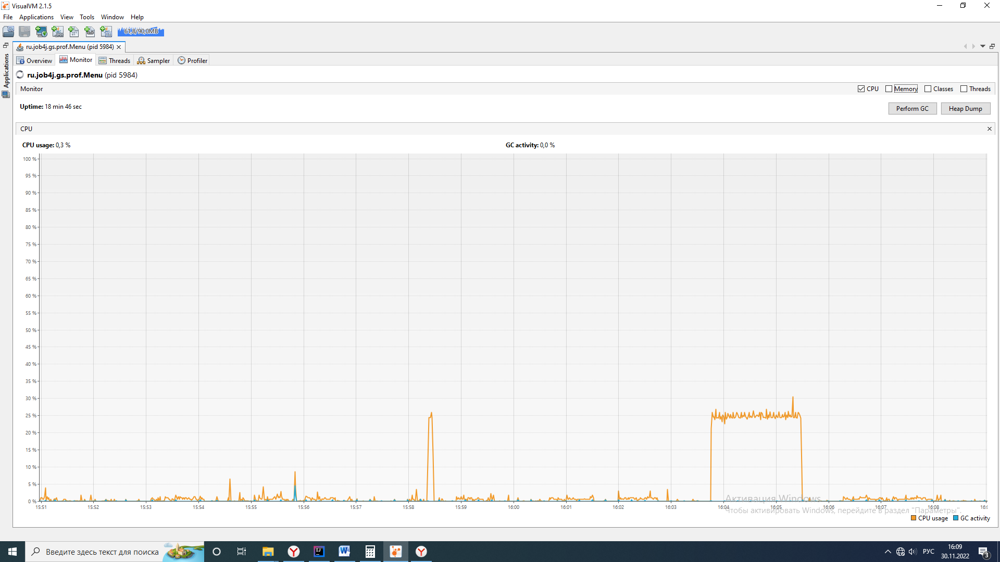 VisualVM 2.1.5
File Applications View Tools Window Help
61,8/90,0MB
ru.job4j.gs.prof.Menu (pid 5984)
Applications
Overview Monitor Threads Sampler Profiler
ru.job4j.gs.prof.Menu (pid 5984)
Monitor CPU Memory Classes Threads
Uptime: 18 min 46 sec Perform GC Heap Dump
CPU
CPU usage: 0,3 % GC activity: 0,0 %
100 %
95 %
90 %
85 %
80 %
75 %
70 %
65 %
60 %
55 %
50 %
45 %
40 %
35 %
30 %
25 %
20 %
15 %
10 %
5 %
0 %
Активация Windows
15:51 15:52 15:53 15:54 15:55 15:56 15:57 15:58 15:59 16:00 16:01 16:02 16:03 16:04 16:05 16:06 16:07 16:08 16:0
Чтобы активировать Windows, перейдите в раздел "Параметры".
CPU usage GC activity
Введите здесь текст для поиска
РУС
16:09
30.11.2022
3